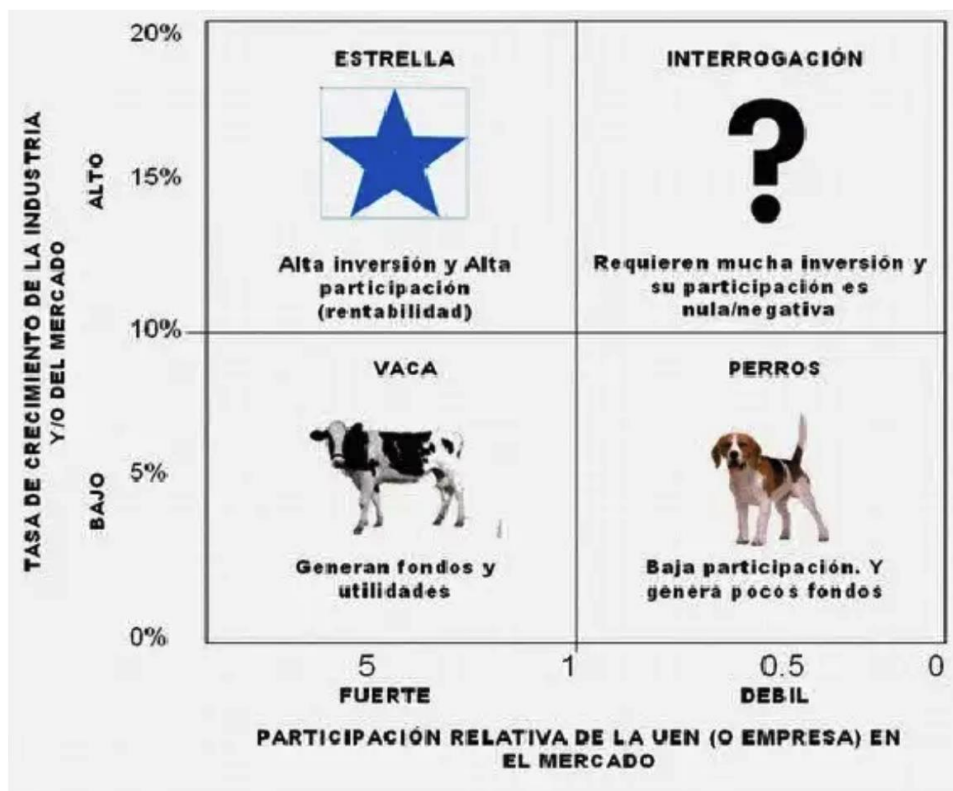 TASA DE CRECIMIENTO DE LA INDUSTRIA
Y/O DEL MERCADO
ALTO
BAJO
20%
15%
10%
5%
0%
ESTRELLA
Alta inversión y Alta
participación
(rentabilidad)
INTERROGACIÓN
?
Requieren mucha inversión y
su participación es
nula/negativa
VACA
Generan fondos y
utilidades
PERROS
Baja participación. Y
genera pocos fondos
5 1 0.5 0
FUERTE DEBIL
PARTICIPACIÓN RELATIVA DE LA UEN (O EMPRESA) EN
EL MERCADO